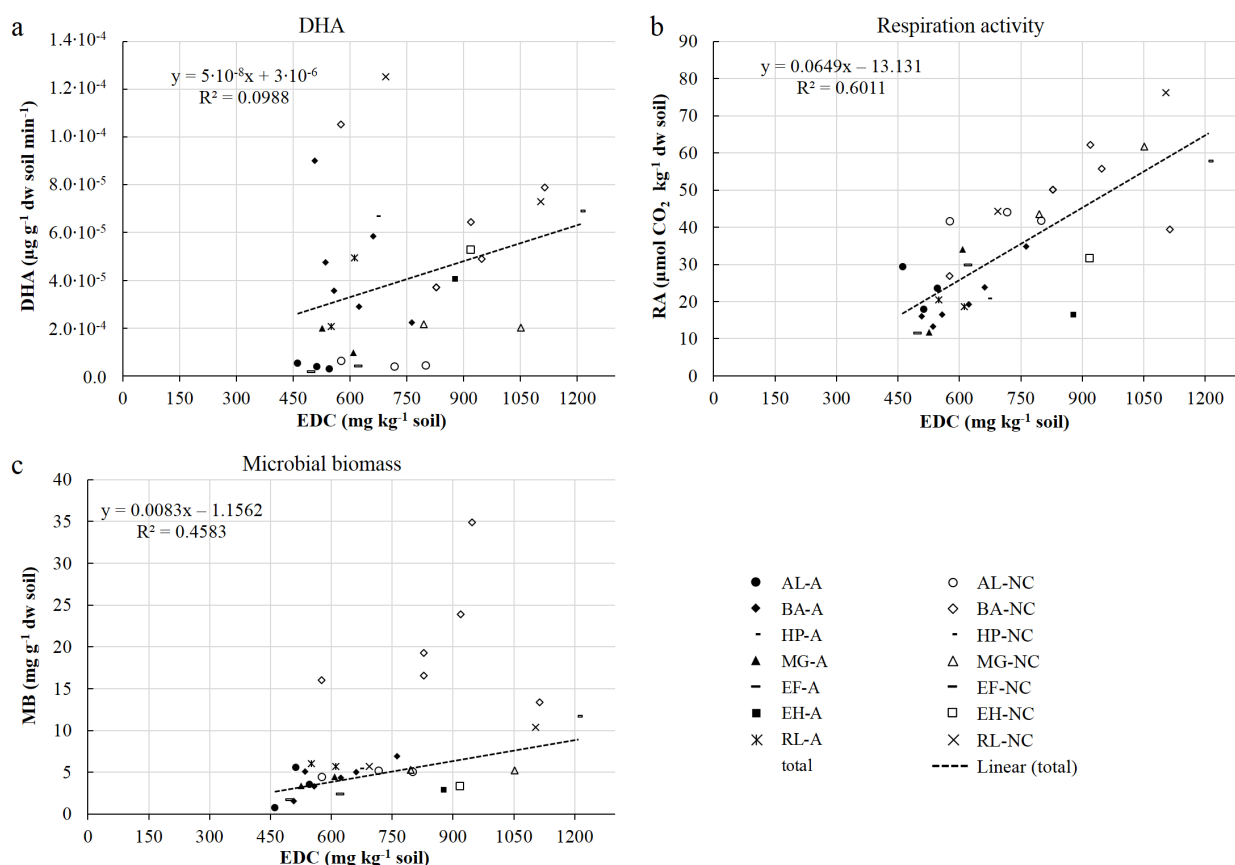 a
DHA
1.4·10⁻⁴
1.2·10⁻⁴
1.0·10⁻⁴
8.0·10⁻⁵
6.0·10⁻⁵
4.0·10⁻⁵
2.0·10⁻⁴
0.0
DHA (µg g⁻¹ dw soil min⁻¹)
y = 5·10⁻⁸x + 3·10⁻⁶
R² = 0.0988
0 150 300 450 600 750 900 1050 1200
EDC (mg kg⁻¹ soil)
b
Respiration activity
90
80
70
60
50
40
30
20
10
0
RA (µmol CO₂ kg⁻¹ dw soil)
y = 0.0649x – 13.131
R² = 0.6011
0 150 300 450 600 750 900 1050 1200
EDC (mg kg⁻¹ soil)
c
Microbial biomass
40
35
30
25
20
15
10
5
0
MB (mg g⁻¹ dw soil)
y = 0.0083x – 1.1562
R² = 0.4583
0 150 300 450 600 750 900 1050 1200
EDC (mg kg⁻¹ soil)
AL-A AL-NC
BA-A BA-NC
HP-A HP-NC
MG-A MG-NC
EF-A EF-NC
EH-A EH-NC
RL-A RL-NC
total Linear (total)